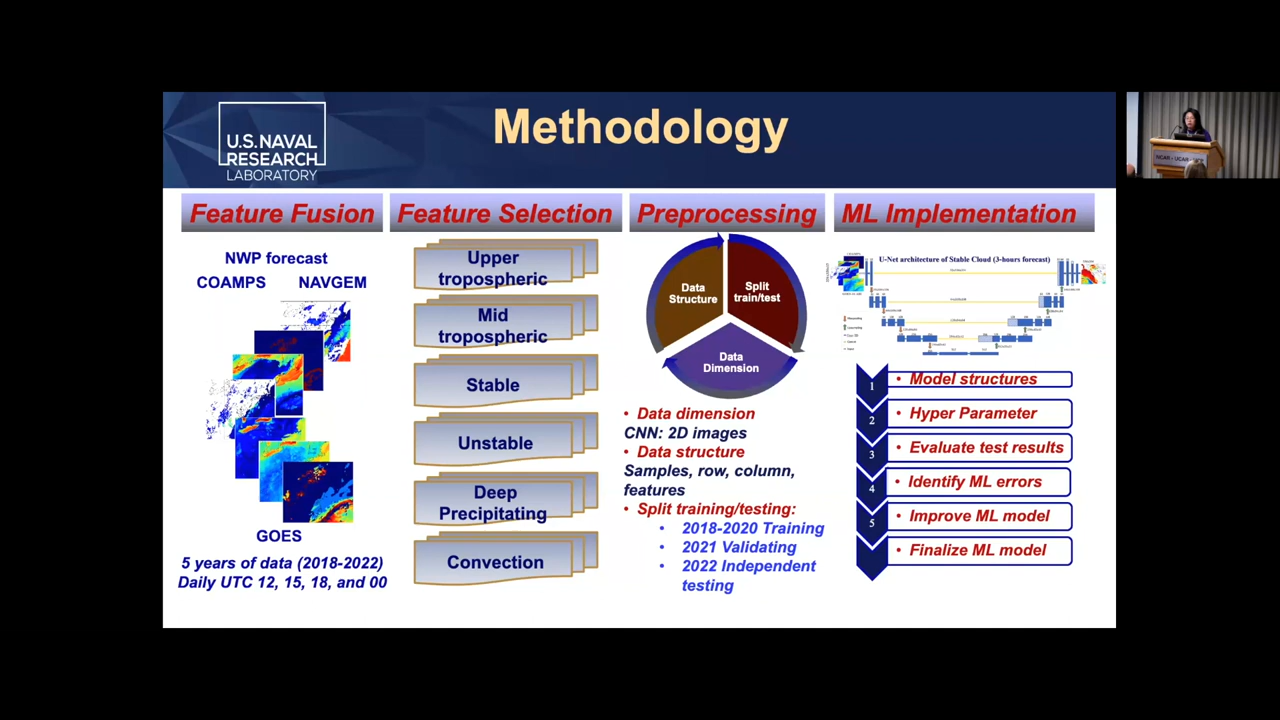 U.S. NAVAL
RESEARCH
LABORATORY
Methodology
Feature Fusion
NWP forecast
COAMPS NAVGEM
GOES
5 years of data (2018-2022)
Daily UTC 12, 15, 18, and 00
Feature Selection
Upper
tropospheric
Mid
tropospheric
Stable
Unstable
Deep
Precipitating
Convection
Preprocessing
Data
Structure
Split
train/test
Data
Dimension
• Data dimension
CNN: 2D images
• Data structure
Samples, row, column,
features
• Split training/testing:
• 2018-2020 Training
• 2021 Validating
• 2022 Independent
testing
ML Implementation
U-Net architecture of Stable Cloud (3-hours forecast)
1 • Model structures
2 • Hyper Parameter
3 • Evaluate test results
4 • Identify ML errors
5 • Improve ML model
• Finalize ML model